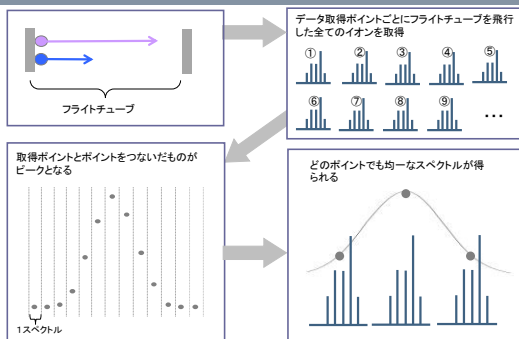 フライトチューブ
データ取得ポイントごとにフライトチューブを飛行
した全てのイオンを取得
① ② ③ ④ ⑤
⑥ ⑦ ⑧ ⑨ …
取得ポイントとポイントをつないだものが
ピークとなる
1スペクトル
どのポイントでも均一なスペクトルが得
られる